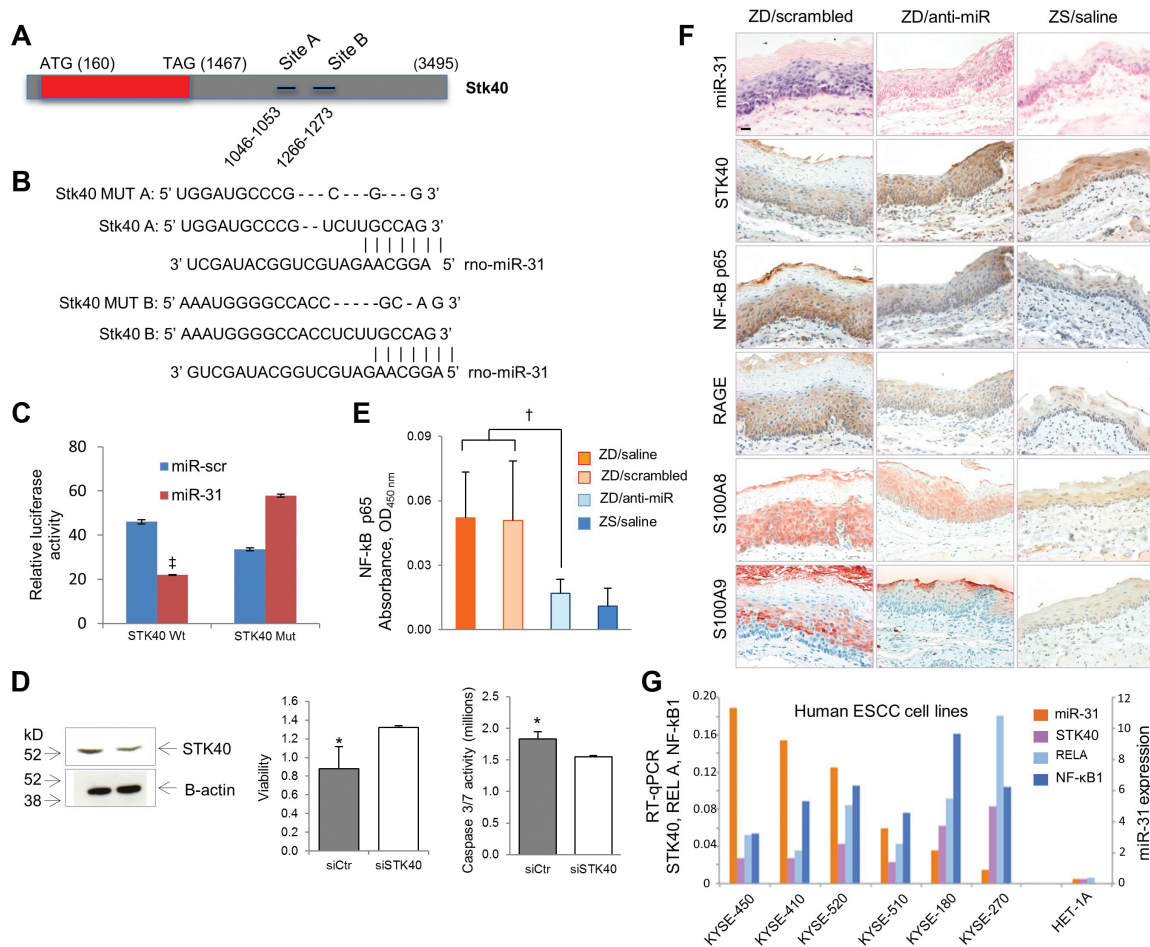 A
ATG (160)
TAG (1467)
Site A
Site B
(3495)
Stk40
1046-1053
1266-1273
B
Stk40 MUT A: 5’ UGGAUGCCCG - - - C - - - G- - - G 3’
Stk40 A: 5’ UGGAUGCCCG - - UCUUGCCAG 3’
3’ UCGAUACGGUCGUAGAACGGA 5’ rno-miR-31
Stk40 MUT B: 5’ AAAUGGGGCCACC - - - - -GC - A G 3’
Stk40 B: 5’ AAAUGGGGCCACCUCUUGCCAG 3’
3’ GUCGAUACGGUCGUAGAACGGA 5’ rno-miR-31
C
Relative luciferase
activity
80
60
40
20
0
miR-scr
miR-31
‡
STK40 Wt
STK40 Mut
E
NF-kB p65
Absorbance, OD450 nm
0.09
0.06
0.03
0.00
†
ZD/saline
ZD/scrambled
ZD/anti-miR
ZS/saline
D
kD
52
52
38
STK40
B-actin
Viability
1.6
1.4
1.2
1.0
0.8
0.6
0.4
0.2
0.0
*
siCtr
siSTK40
Caspase 3/7 activity (millions)
2.5
2.0
1.5
1.0
0.5
0.0
*
siCtr
siSTK40
F
ZD/scrambled
ZD/anti-miR
ZS/saline
miR-31
STK40
NF-κB p65
RAGE
S100A8
S100A9
G
Human ESCC cell lines
RT-qPCR
STK40, REL A, NF-kB1
0.20
0.16
0.12
0.08
0.04
0
miR-31
STK40
RELA
NF-κB1
12
10
8
6
4
2
0
miR-31 expression
KYSE-450
KYSE-410
KYSE-520
KYSE-510
KYSE-180
KYSE-270
HET-1A